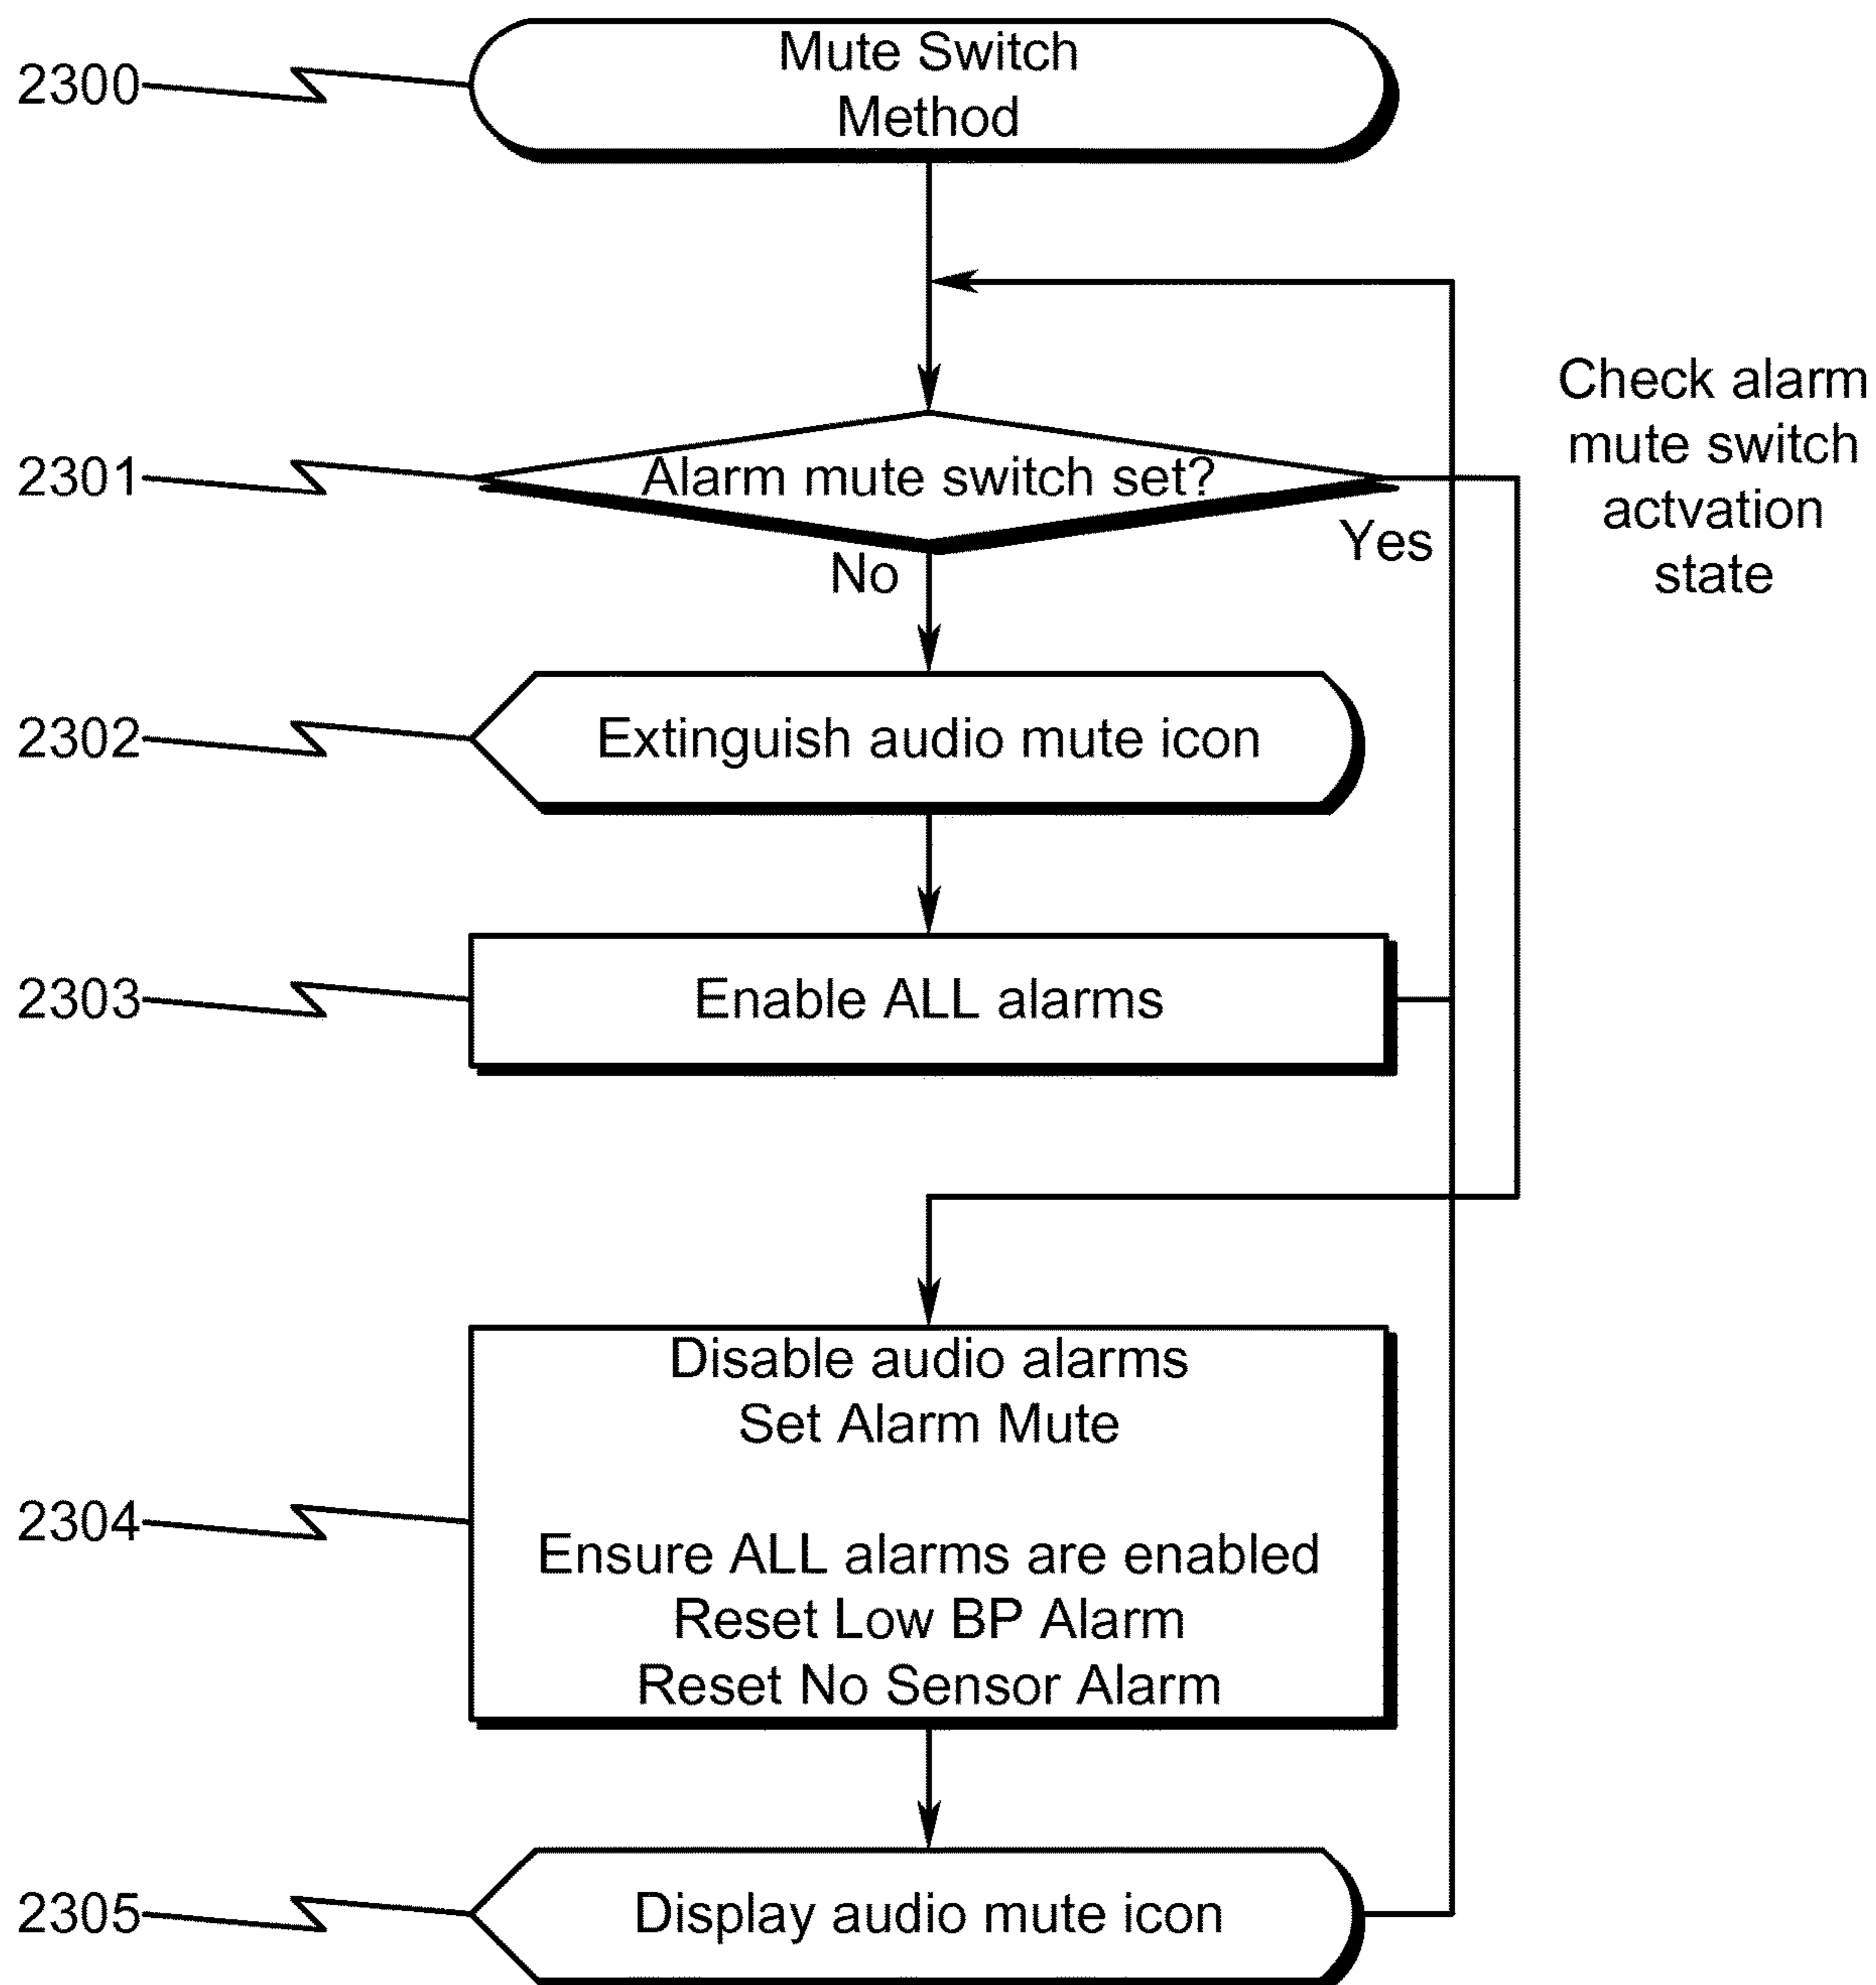 2300
Mute Switch
Method
2301
Alarm mute switch set?
Check alarm
mute switch
actvation
state
Yes
No
2302
Extinguish audio mute icon
2303
Enable ALL alarms
2304
Disable audio alarms
Set Alarm Mute
Ensure ALL alarms are enabled
Reset Low BP Alarm
Reset No Sensor Alarm
2305
Display audio mute icon